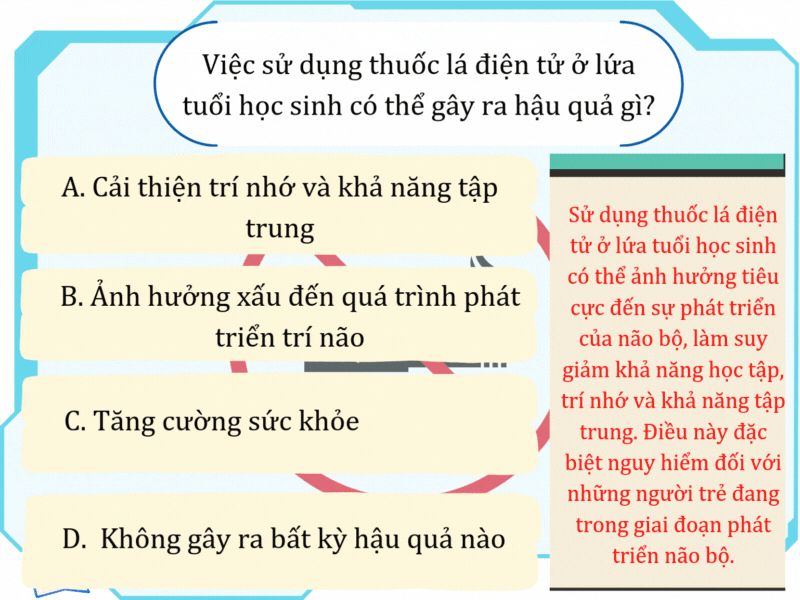 Việc sử dụng thuốc lá điện tử ở lứa
tuổi học sinh có thể gây ra hậu quả gì?
A. Cải thiện trí nhớ và khả năng tập
trung
B. Ảnh hưởng xấu đến quá trình phát
triển trí não
C. Tăng cường sức khỏe
D. Không gây ra bất kỳ hậu quả nào
Sử dụng thuốc lá điện
tử ở lứa tuổi học sinh
có thể ảnh hưởng tiêu
cực đến sự phát triển
của não bộ, làm suy
giảm khả năng học tập,
trí nhớ và khả năng tập
trung. Điều này đặc
biệt nguy hiểm đối với
những người trẻ đang
trong giai đoạn phát
triển não bộ.